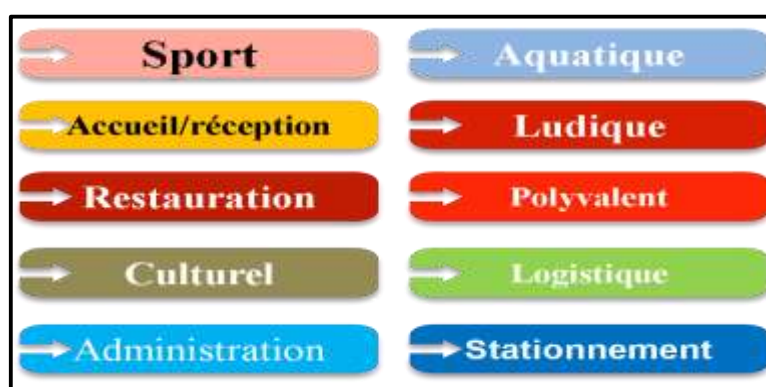 Sport
Aquatique
Accueil/réception
Ludique
Restauration
Polyvalent
Culturel
Logistique
Administration
Stationnement